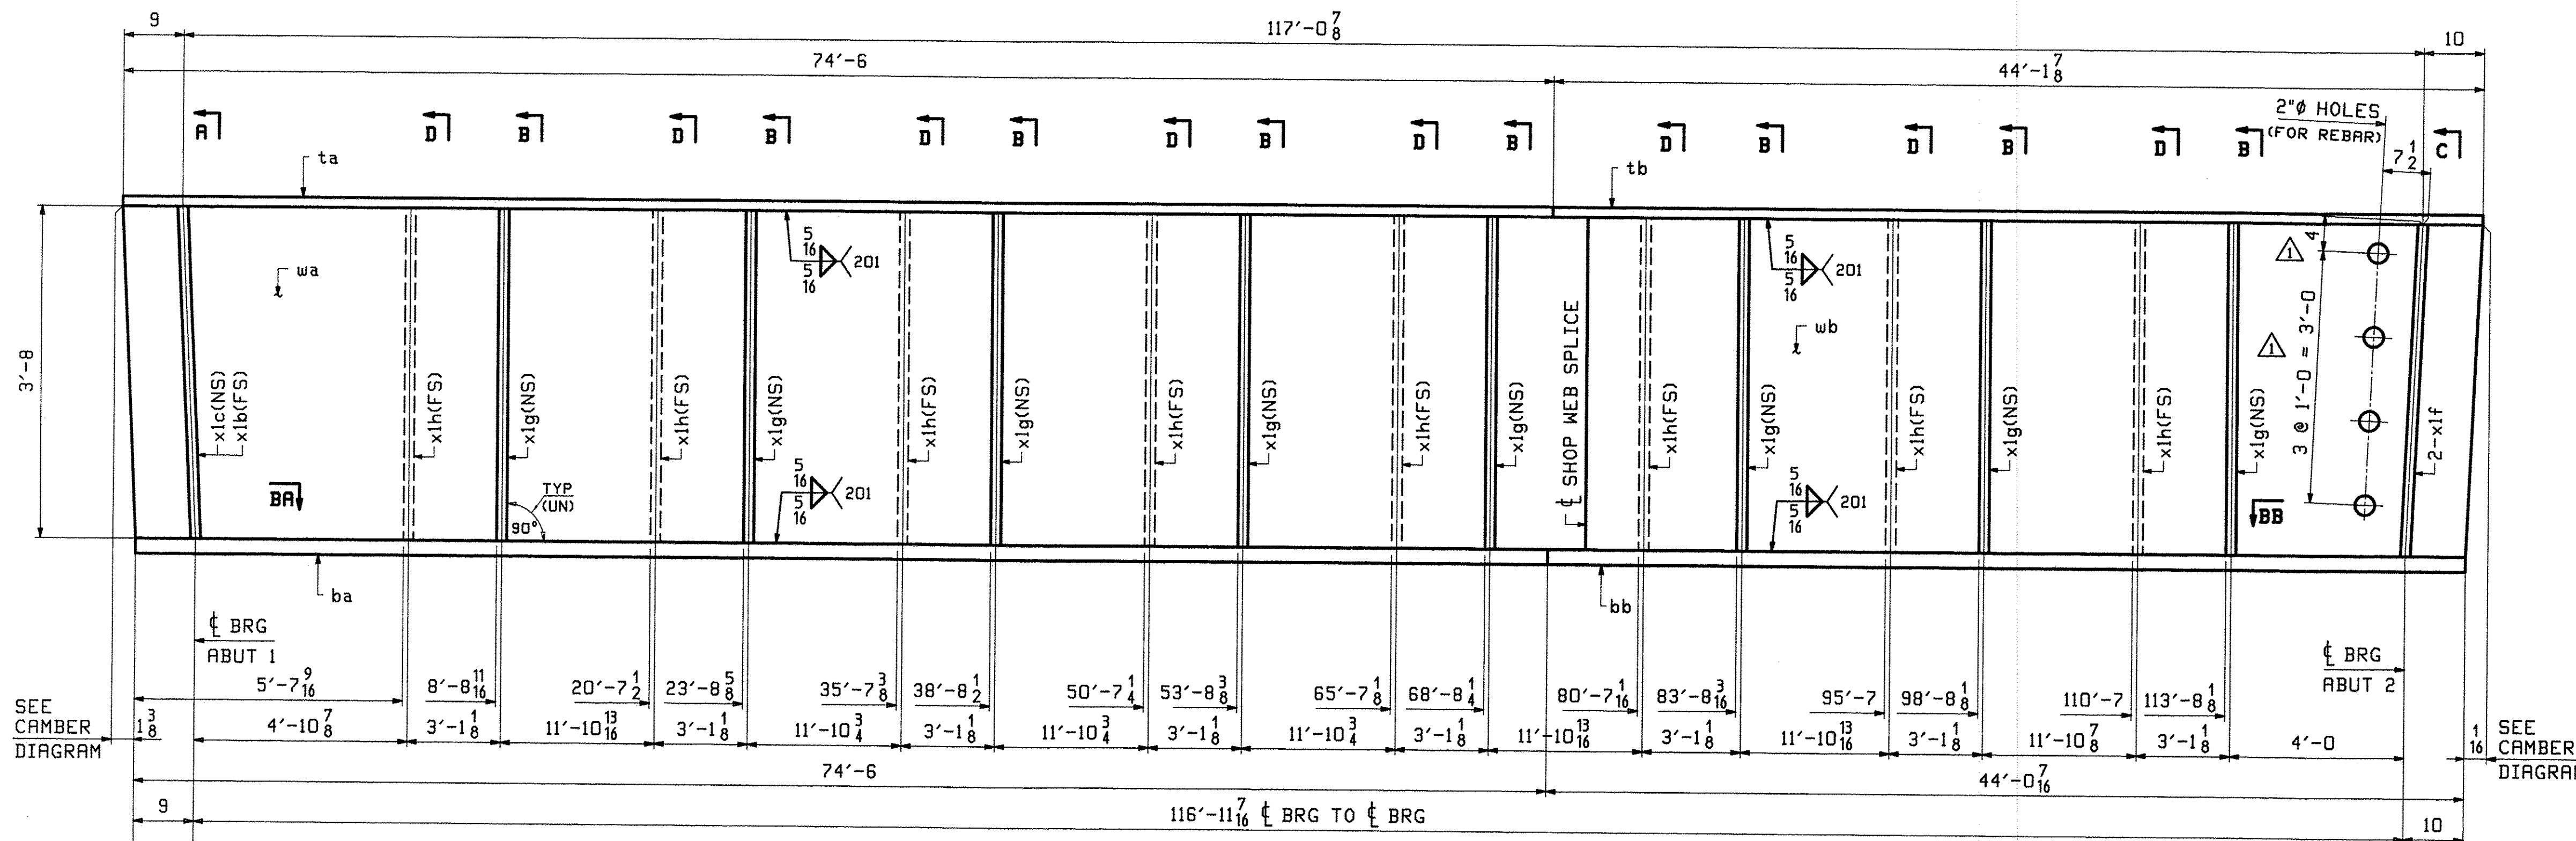 9
117′-0 7/8
10
74′-6
44′-1 7/8
2"Ø HOLES
(FOR REBAR)
7 1/2
A D B D B D B D B D B D B D B D B C
ta
tb
3′-8
wa
5/16 5/16 201
5/16 5/16 201
wb
1
4
1
3 @ 1′-0 = 3′-0
x1c(NS)
x1b(FS)
x1h(FS)
x1g(NS)
x1h(FS)
x1g(NS)
x1h(FS)
x1g(NS)
x1h(FS)
x1g(NS)
x1h(FS)
x1g(NS)
℄ SHOP WEB SPLICE
x1h(FS)
x1g(NS)
x1h(FS)
x1g(NS)
x1h(FS)
x1g(NS)
2-x1f
BA
TYP
(UN)
90°
5/16 5/16 201
5/16 5/16 201
BB
ba
bb
℄ BRG
ABUT 1
℄ BRG
ABUT 2
5′-7 9/16 8′-8 11/16 20′-7 1/2 23′-8 5/8 35′-7 3/8 38′-8 1/2 50′-7 1/4 53′-8 3/8 65′-7 1/8 68′-8 1/4 80′-7 1/16 83′-8 3/16 95′-7 98′-8 1/8 110′-7 113′-8 1/8
SEE
CAMBER
DIAGRAM
1 3/8 4′-10 7/8 3′-1 1/8 11′-10 13/16 3′-1 1/8 11′-10 3/4 3′-1 1/8 11′-10 3/4 3′-1 1/8 11′-10 3/4 3′-1 1/8 11′-10 13/16 3′-1 1/8 11′-10 13/16 3′-1 1/8 11′-10 7/8 3′-1 1/8 4′-0 1/16
SEE
CAMBER
DIAGRAM
74′-6
44′-0 7/16
9
116′-11 7/16 ℄ BRG TO ℄ BRG
10